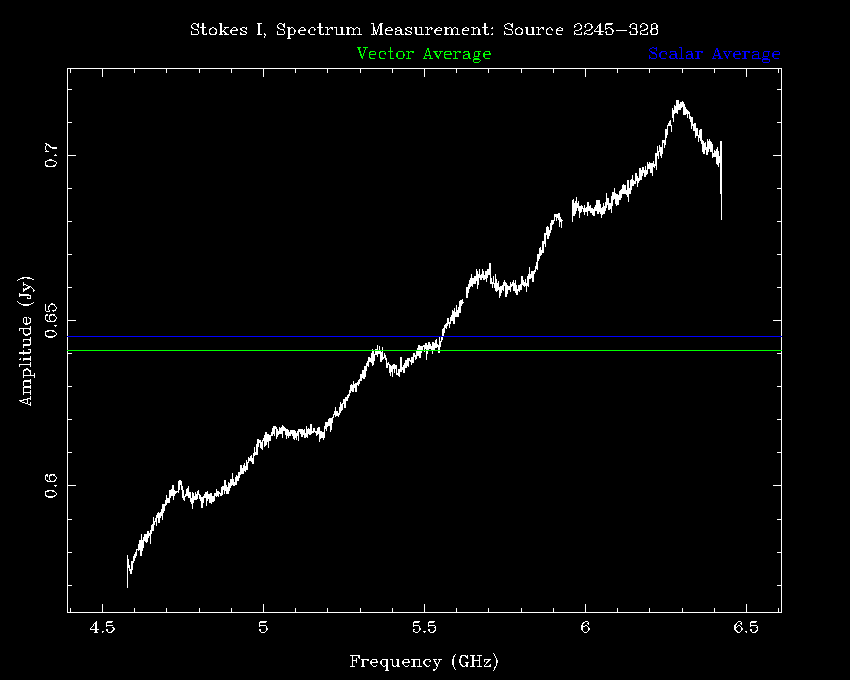 Stokes I, Spectrum Measurement: Source 2245−328
Vector Average Scalar Average
0.7
0.65
0.6
Amplitude (Jy)
4.5 5 5.5 6 6.5
Frequency (GHz)